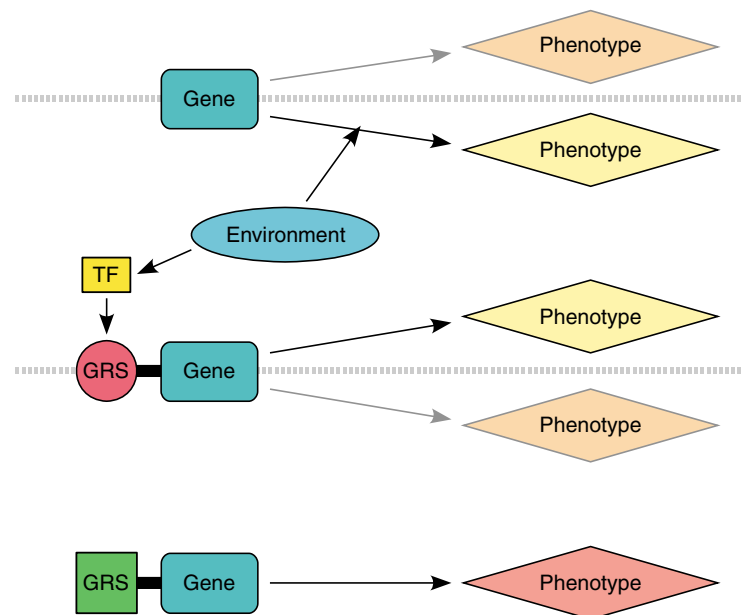 Phenotype
Gene
Phenotype
Environment
TF
Phenotype
GRS
Gene
Phenotype
GRS
Gene
Phenotype